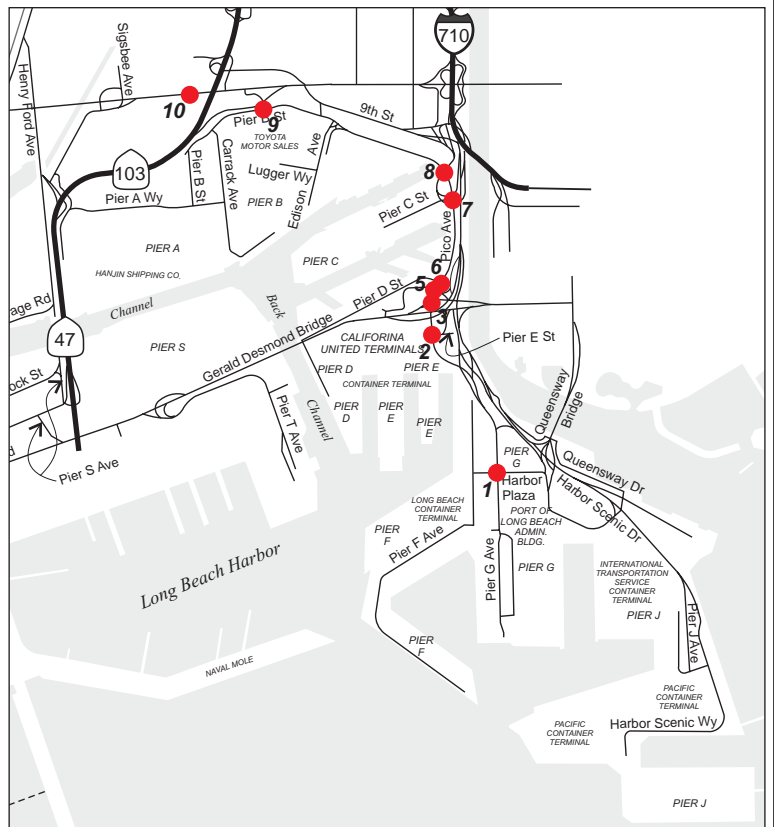 710
Sigsbee Ave
Henry Ford Ave
10
9th St
Pier B St
9
TOYOTA
MOTOR SALES
Carrack Ave
Ave
Edison
103
Pier B St
Lugger Wy
8
Pier A Wy
PIER B
7
Pier C St
Pico Ave
PIER A
PIER C
HANJIN SHIPPING CO.
6
5
Pier D St
age Rd
Channel
Back
3
47
CALIFORINA
UNITED TERMINALS
2
Pier E St
PIER S
Gerald Desmond Bridge
PIER D
PIER E
ock St
CONTAINER TERMINAL
Queensway
Bridge
Pier T Ave
Channel
PIER
D
PIER
E
PIER
E
d
Pier S Ave
PIER
G
Queensway Dr
1
Harbor
Plaza
Harbor Scenic Dr
LONG BEACH
CONTAINER
TERMINAL
PORT OF
LONG BEACH
ADMIN.
BLDG.
PIER
F
Pier F Ave
Long Beach Harbor
Pier G Ave
PIER G
INTERNATIONAL
TRANSPORTATION
SERVICE
CONTAINER
TERMINAL
PIER J
Pier J Ave
PIER
F
NAVAL MOLE
PACIFIC
CONTAINER
TERMINAL
Harbor Scenic Wy
PACIFIC
CONTAINER
TERMINAL
PIER J